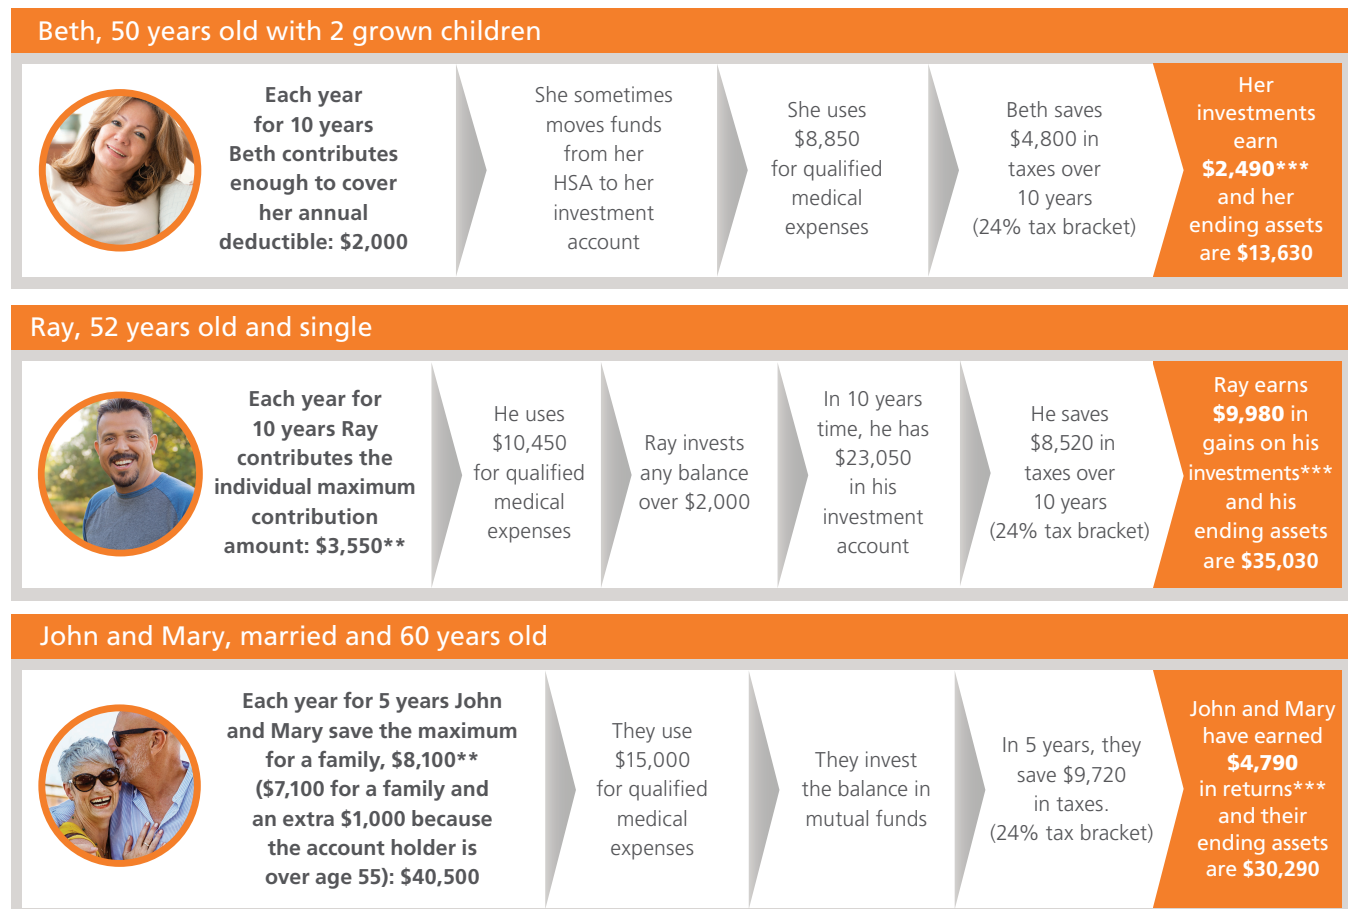 Beth, 50 years old with 2 grown children
Each year
for 10 years
Beth contributes
enough to cover
her annual
deductible: $2,000
She sometimes
moves funds
from her
HSA to her
investment
account
She uses
$8,850
for qualified
medical
expenses
Beth saves
$4,800 in
taxes over
10 years
(24% tax bracket)
Her
investments
earn
$2,490***
and her
ending assets
are $13,630
Ray, 52 years old and single
Each year for
10 years Ray
contributes the
individual maximum
contribution
amount: $3,550**
He uses
$10,450
for qualified
medical
expenses
Ray invests
any balance
over $2,000
In 10 years
time, he has
$23,050
in his
investment
account
He saves
$8,520 in
taxes over
10 years
(24% tax bracket)
Ray earns
$9,980 in
gains on his
investments***
and his
ending assets
are $35,030
John and Mary, married and 60 years old
Each year for 5 years John
and Mary save the maximum
for a family, $8,100**
($7,100 for a family and
an extra $1,000 because
the account holder is
over age 55): $40,500
They use
$15,000
for qualified
medical
expenses
They invest
the balance in
mutual funds
In 5 years, they
save $9,720
in taxes.
(24% tax bracket)
John and Mary
have earned
$4,790
in returns***
and their
ending assets
are $30,290